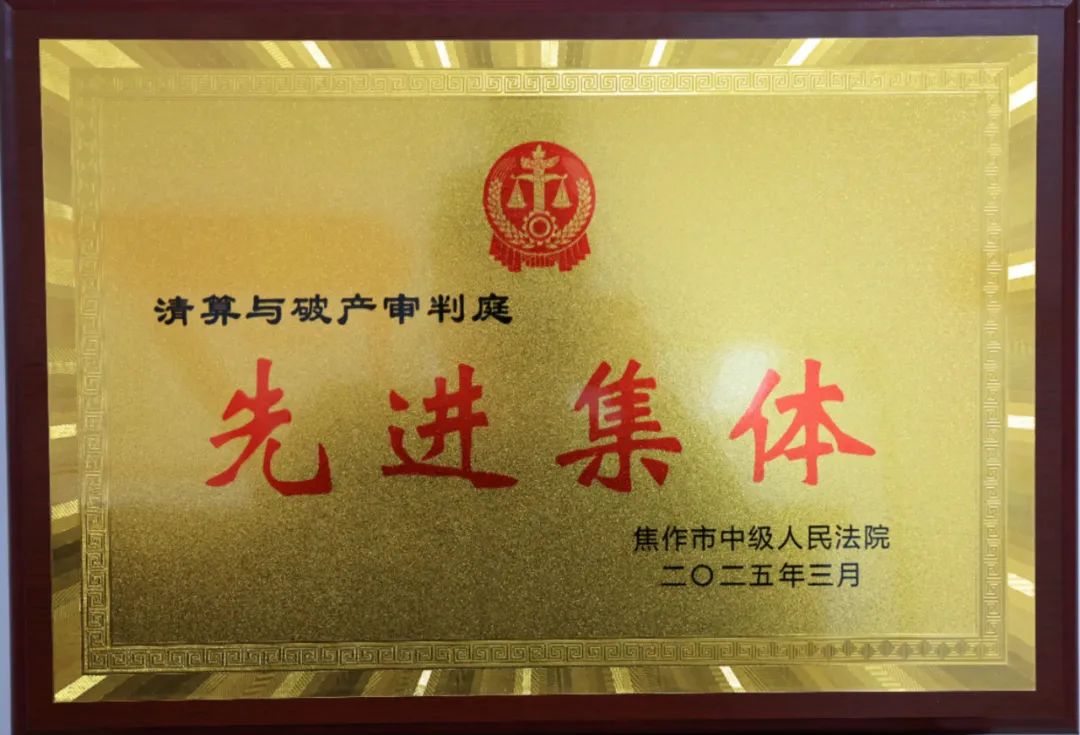 清算与破产审判庭
先进集体
焦作市中级人民法院
二〇二五年三月